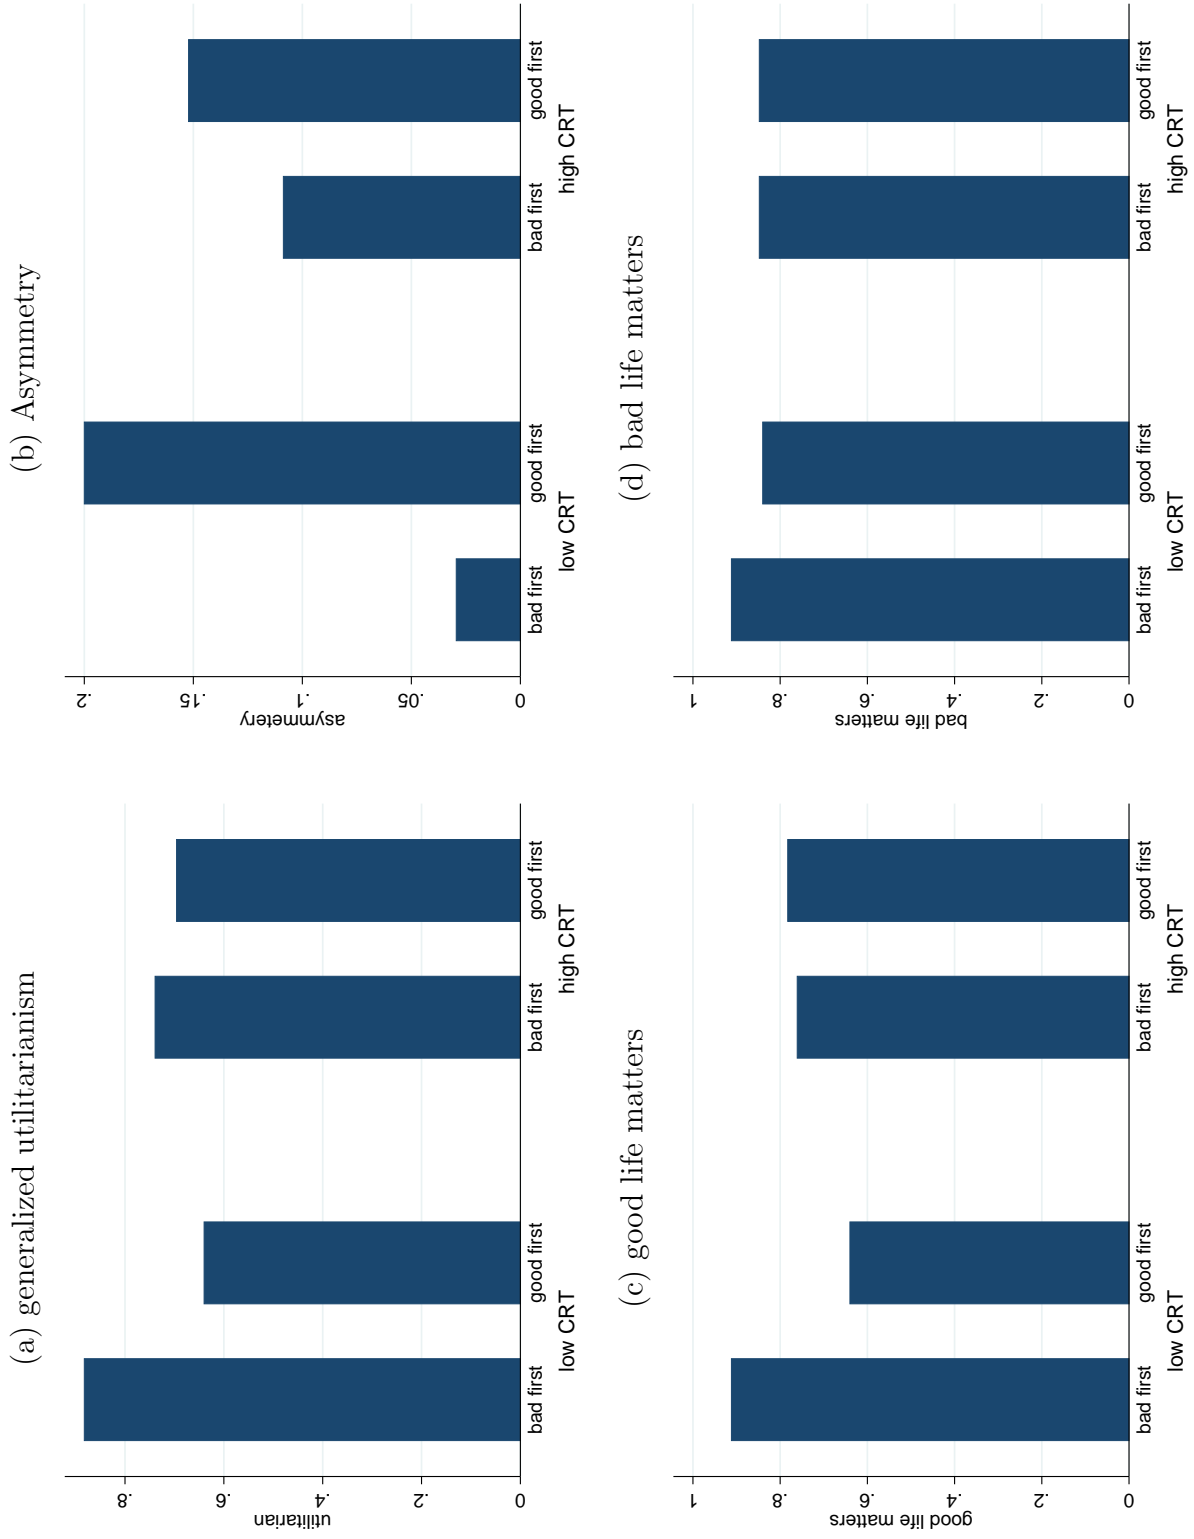 (a) generalized utilitarianism
utilitarian
.8
.6
.4
.2
0
bad first
good first
bad first
good first
low CRT
high CRT
(b) Asymmetry
asymmetery
.2
.15
.1
.05
0
bad first
good first
bad first
good first
low CRT
high CRT
(c) good life matters
good life matters
1
.8
.6
.4
.2
0
bad first
good first
bad first
good first
low CRT
high CRT
(d) bad life matters
bad life matters
1
.8
.6
.4
.2
0
bad first
good first
bad first
good first
low CRT
high CRT